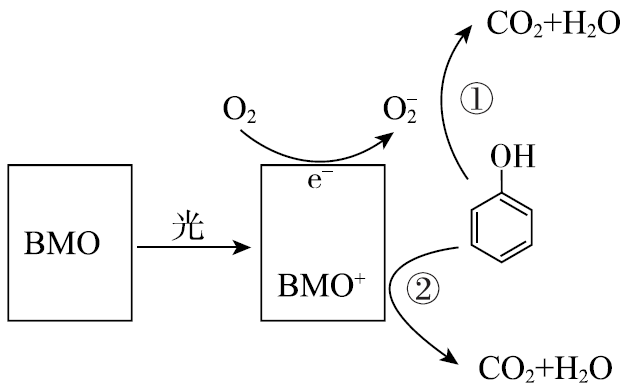 CO₂+H₂O
O₂
O₂⁻
①
OH
e⁻
BMO
光
BMO⁺
②
CO₂+H₂O